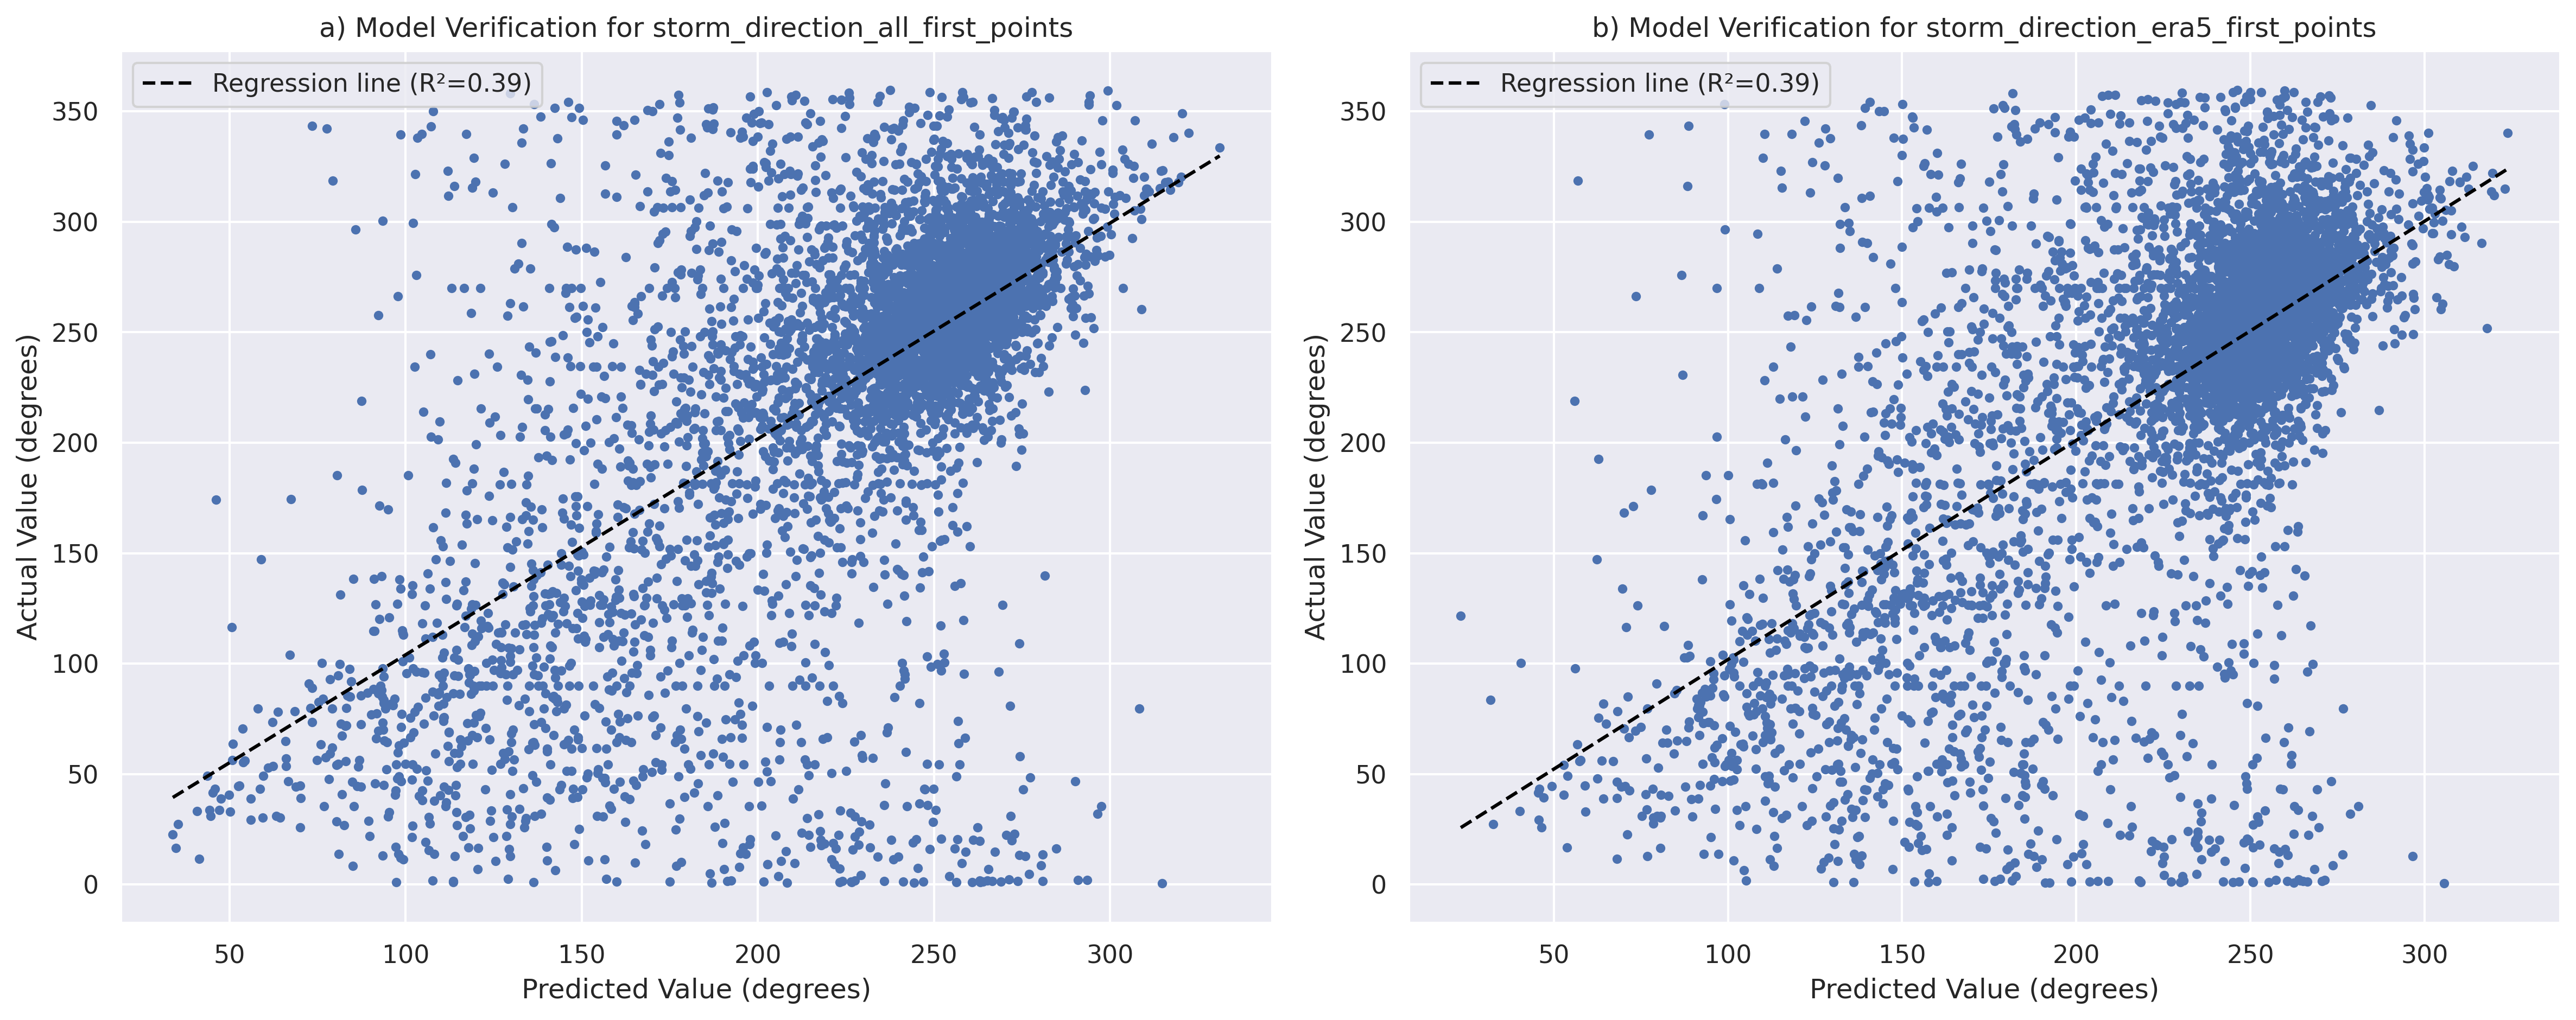 a) Model Verification for storm_direction_all_first_points
Regression line (R²=0.39)
350
300
250
200
150
100
50
0
Actual Value (degrees)
50 100 150 200 250 300
Predicted Value (degrees)
b) Model Verification for storm_direction_era5_first_points
Regression line (R²=0.39)
350
300
250
200
150
100
50
0
Actual Value (degrees)
50 100 150 200 250 300
Predicted Value (degrees)